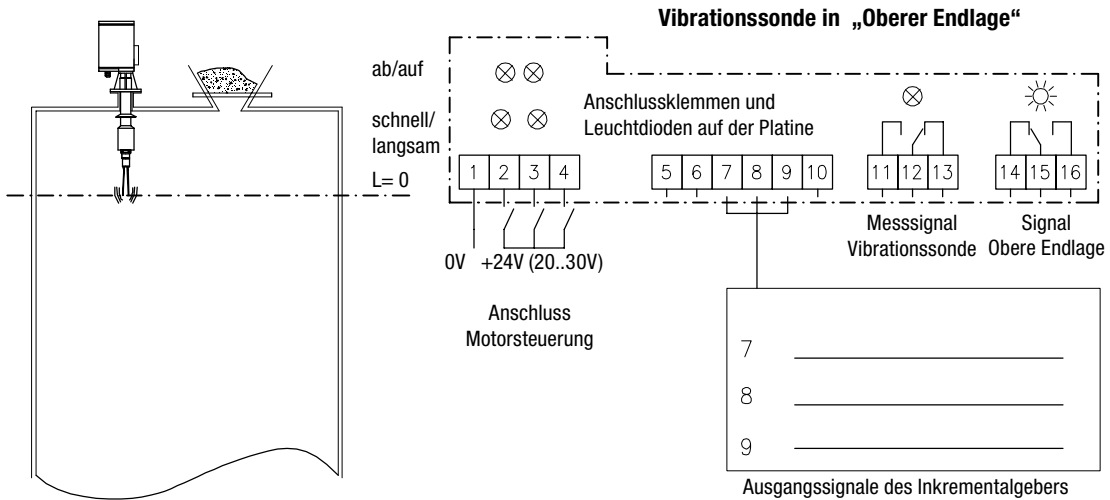 Vibrationssonde in „Oberer Endlage“
ab/auf
schnell/
langsam
L= 0
Anschlussklemmen und
Leuchtdioden auf der Platine
1 2 3 4
5 6 7 8 9 10
11 12 13
14 15 16
0V +24V (20..30V)
Anschluss
Motorsteuerung
Messsignal
Vibrationssonde
Signal
Obere Endlage
7
8
9
Ausgangssignale des Inkrementalgebers